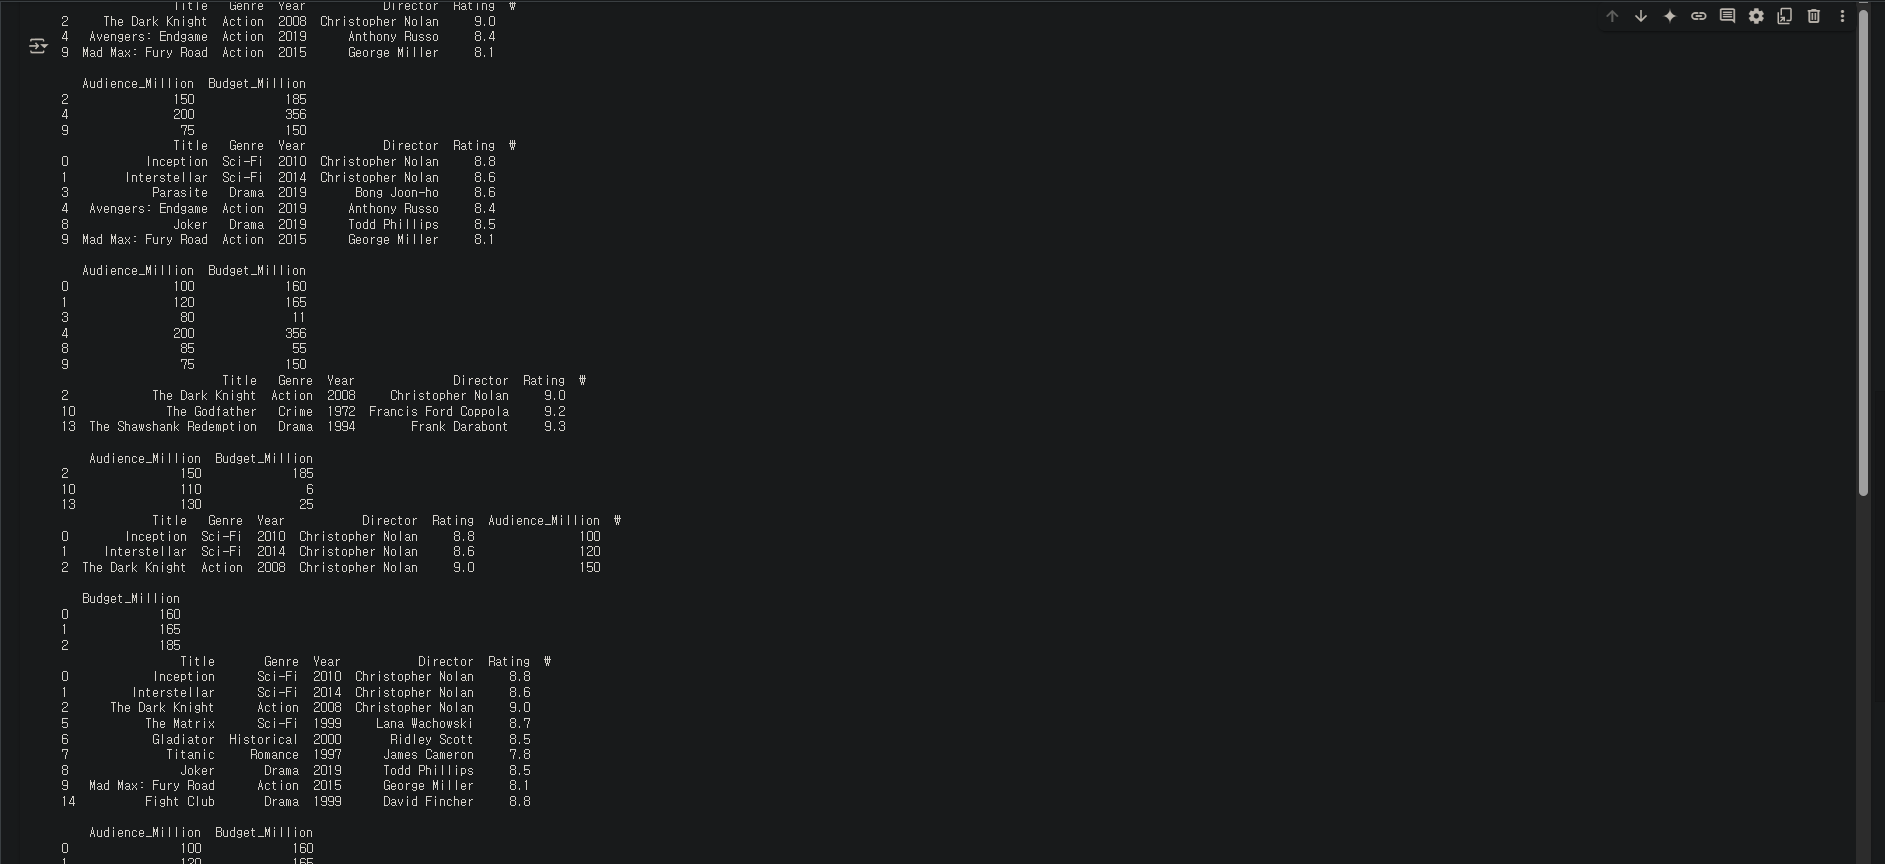 Title   Genre  Year           Director  Rating  ₩
2     The Dark Knight  Action  2008  Christopher Nolan     9.0
4   Avengers: Endgame  Action  2019      Anthony Russo     8.4
9  Mad Max: Fury Road  Action  2015      George Miller     8.1
Audience_Million  Budget_Million
2               150             185
4               200             356
9                75             150
Title   Genre  Year           Director  Rating  ₩
0           Inception  Sci-Fi  2010  Christopher Nolan     8.8
1        Interstellar  Sci-Fi  2014  Christopher Nolan     8.6
3            Parasite   Drama  2019       Bong Joon-ho     8.6
4   Avengers: Endgame  Action  2019      Anthony Russo     8.4
8               Joker   Drama  2019      Todd Phillips     8.5
9  Mad Max: Fury Road  Action  2015      George Miller     8.1
Audience_Million  Budget_Million
0               100             160
1               120             165
3                80              11
4               200             356
8                85              55
9                75             150
Title   Genre  Year              Director  Rating  ₩
2            The Dark Knight  Action  2008     Christopher Nolan     9.0
10             The Godfather   Crime  1972  Francis Ford Coppola     9.2
13  The Shawshank Redemption   Drama  1994        Frank Darabont     9.3
Audience_Million  Budget_Million
2                150             185
10               110               6
13               130              25
Title   Genre  Year           Director  Rating  Audience_Million  ₩
0        Inception  Sci-Fi  2010  Christopher Nolan     8.8               100
1     Interstellar  Sci-Fi  2014  Christopher Nolan     8.6               120
2  The Dark Knight  Action  2008  Christopher Nolan     9.0               150
Budget_Million
0             160
1             165
2             185
Title       Genre  Year           Director  Rating  ₩
0            Inception      Sci-Fi  2010  Christopher Nolan     8.8
1         Interstellar      Sci-Fi  2014  Christopher Nolan     8.6
2      The Dark Knight      Action  2008  Christopher Nolan     9.0
5           The Matrix      Sci-Fi  1999     Lana Wachowski     8.7
6            Gladiator  Historical  2000       Ridley Scott     8.5
7              Titanic     Romance  1997      James Cameron     7.8
8                Joker       Drama  2019      Todd Phillips     8.5
9   Mad Max: Fury Road      Action  2015      George Miller     8.1
14          Fight Club       Drama  1999      David Fincher     8.8
Audience_Million  Budget_Million
0                100             160
1                120             165